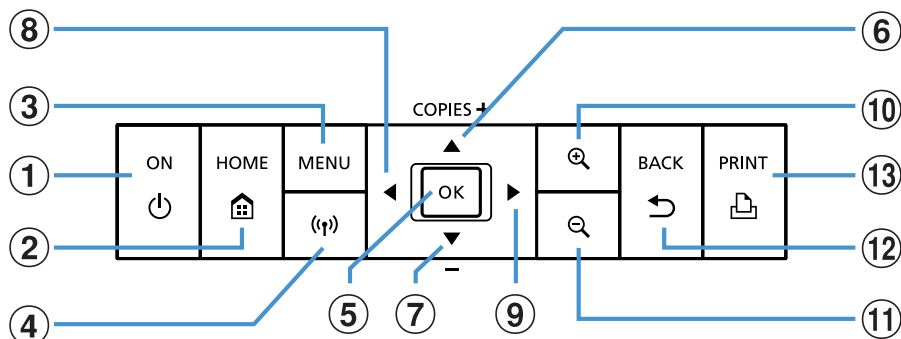 ⑧
⑥
③
COPIES +
⑩
①
ON
HOME
MENU
OK
BACK
PRINT
⑬
②
⑫
−
④
⑤
⑦
⑨
⑪